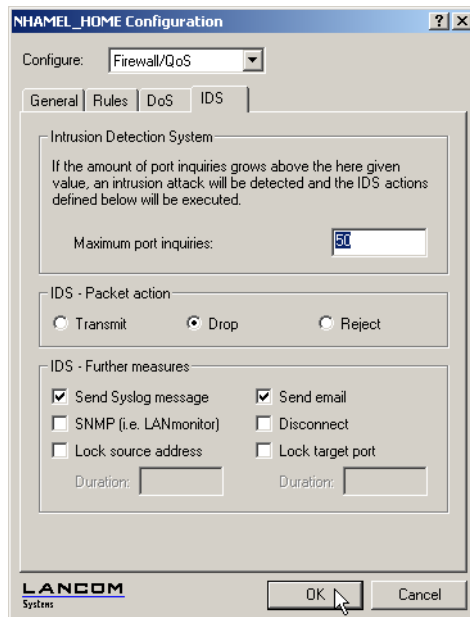 NHAMEL_HOME Configuration
Configure: Firewall/QoS
General Rules DoS IDS
Intrusion Detection System
If the amount of port inquiries grows above the here given
value, an intrusion attack will be detected and the IDS actions
defined below will be executed.
Maximum port inquiries: 50
IDS - Packet action
Transmit Drop Reject
IDS - Further measures
Send Syslog message Send email
SNMP (i.e. LANmonitor) Disconnect
Lock source address Lock target port
Duration: Duration:
LANCOM
Systems
OK Cancel